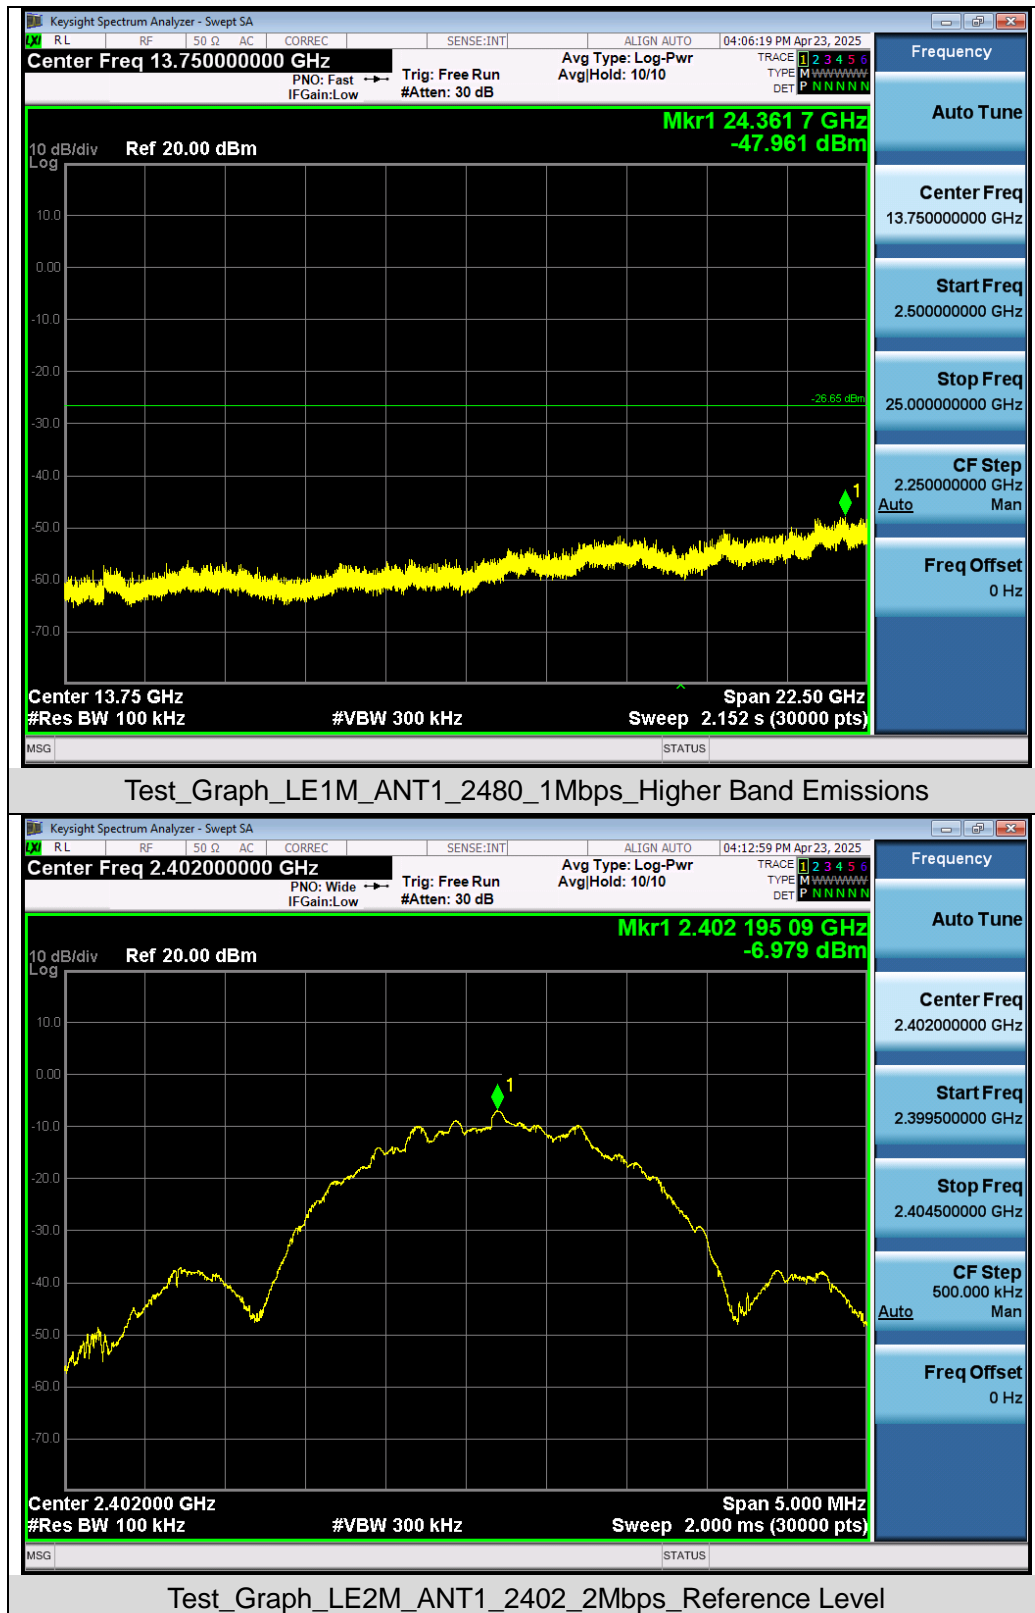 Keysight Spectrum Analyzer - Swept SA
LXI RL RF 50 Ω AC CORREC SENSE:INT ALIGN AUTO 04:06:19 PM Apr 23, 2025
Center Freq 13.750000000 GHz
PNO: Fast
IFGain:Low
Trig: Free Run
#Atten: 30 dB
Avg Type: Log-Pwr
Avg|Hold: 10/10
TRACE 1 2 3 4 5 6
TYPE M W W W W W
DET P N N N N N
Mkr1 24.361 7 GHz
-47.961 dBm
10 dB/div
Log
Ref 20.00 dBm
10.0
0.00
-10.0
-20.0
-26.65 dBm
-30.0
-40.0
1
-50.0
-60.0
-70.0
Center 13.75 GHz
Span 22.50 GHz
#Res BW 100 kHz
#VBW 300 kHz
Sweep 2.152 s (30000 pts)
MSG
STATUS
Frequency
Auto Tune
Center Freq
13.750000000 GHz
Start Freq
2.500000000 GHz
Stop Freq
25.000000000 GHz
CF Step
2.250000000 GHz
Auto Man
Freq Offset
0 Hz
Test_Graph_LE1M_ANT1_2480_1Mbps_Higher Band Emissions
Keysight Spectrum Analyzer - Swept SA
LXI RL RF 50 Ω AC CORREC SENSE:INT ALIGN AUTO 04:12:59 PM Apr 23, 2025
Center Freq 2.402000000 GHz
PNO: Wide
IFGain:Low
Trig: Free Run
#Atten: 30 dB
Avg Type: Log-Pwr
Avg|Hold: 10/10
TRACE 1 2 3 4 5 6
TYPE M W W W W W
DET P N N N N N
Mkr1 2.402 195 09 GHz
-6.979 dBm
10 dB/div
Log
Ref 20.00 dBm
10.0
0.00
1
-10.0
-20.0
-30.0
-40.0
-50.0
-60.0
-70.0
Center 2.402000 GHz
Span 5.000 MHz
#Res BW 100 kHz
#VBW 300 kHz
Sweep 2.000 ms (30000 pts)
MSG
STATUS
Frequency
Auto Tune
Center Freq
2.402000000 GHz
Start Freq
2.399500000 GHz
Stop Freq
2.404500000 GHz
CF Step
500.000 kHz
Auto Man
Freq Offset
0 Hz
Test_Graph_LE2M_ANT1_2402_2Mbps_Reference Level